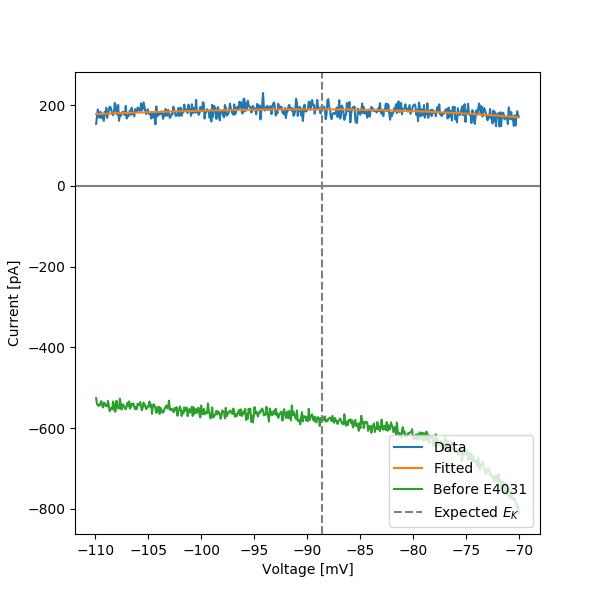 200
0
−200
−400
−600
−800
Current [pA]
Data
Fitted
Before E4031
Expected E_K
−110 −105 −100 −95 −90 −85 −80 −75 −70
Voltage [mV]